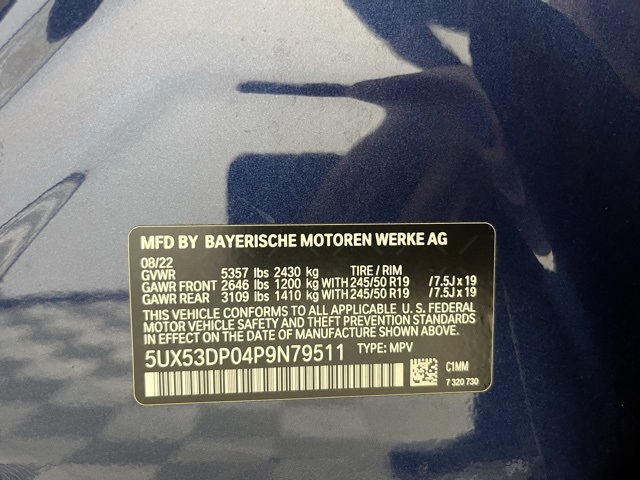 MFD BY BAYERISCHE MOTOREN WERKE AG
08/22
GVWR 5357 lbs 2430 kg TIRE / RIM
GAWR FRONT 2646 lbs 1200 kg WITH 245/50 R19 / 7.5J x 19
GAWR REAR 3109 lbs 1410 kg WITH 245/50 R19 / 7.5J x 19
THIS VEHICLE CONFORMS TO ALL APPLICABLE U. S. FEDERAL
MOTOR VEHICLE SAFETY, BUMPER, AND THEFT PREVENTION STANDARDS
IN EFFECT ON THE DATE OF MANUFACTURE SHOWN ABOVE.
5UX53DP04P9N79511 TYPE: MPV
C1MM
7 320 730